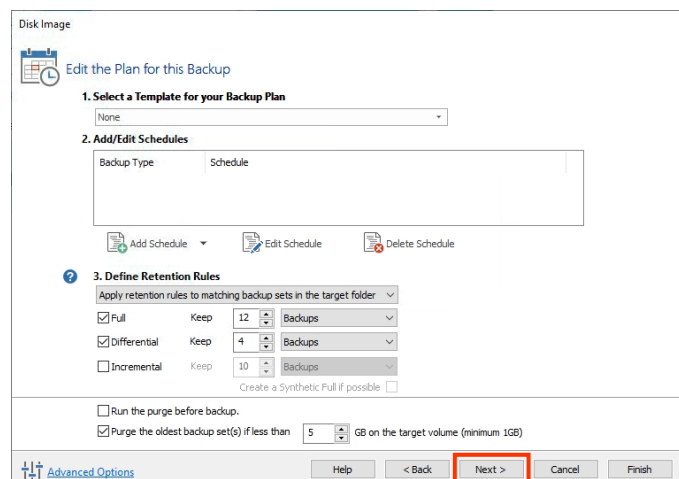 Disk Image
Edit the Plan for this Backup
1. Select a Template for your Backup Plan
None
2. Add/Edit Schedules
Backup Type Schedule
Add Schedule Edit Schedule Delete Schedule
? 3. Define Retention Rules
Apply retention rules to matching backup sets in the target folder
Full Keep 12 Backups
Differential Keep 4 Backups
Incremental Keep 10 Backups
Create a Synthetic Full if possible
Run the purge before backup.
Purge the oldest backup set(s) if less than 5 GB on the target volume (minimum 1GB)
Advanced Options Help < Back Next > Cancel Finish